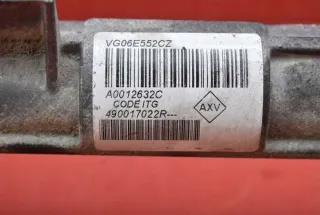 VG06E552CZ
A0012632C
CODE ITG
490017022R---
AXV